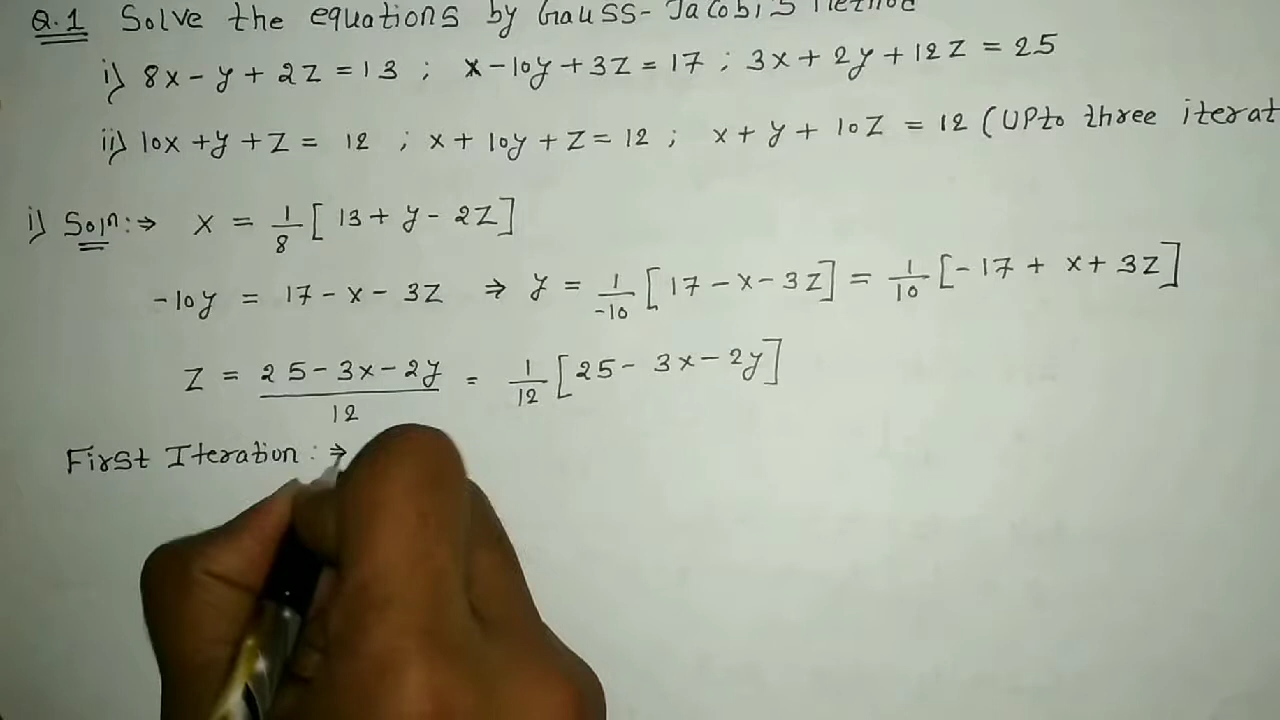 Q.1 Solve the equations by Gauss-Jacobi's Method
i) 8x - y + 2z = 13 ; x - 10y + 3z = 17 ; 3x + 2y + 12z = 25
ii) 10x + y + z = 12 ; x + 10y + z = 12 ; x + y + 10z = 12 (UPto three iterat
i) Soln :⇒ x = 1/8 [ 13 + y - 2z ]
-10y = 17 - x - 3z ⇒ y = 1/-10 [ 17 - x - 3z ] = 1/10 [ -17 + x + 3z ]
z = 25 - 3x - 2y / 12 = 1/12 [ 25 - 3x - 2y ]
First Iteration :⇒